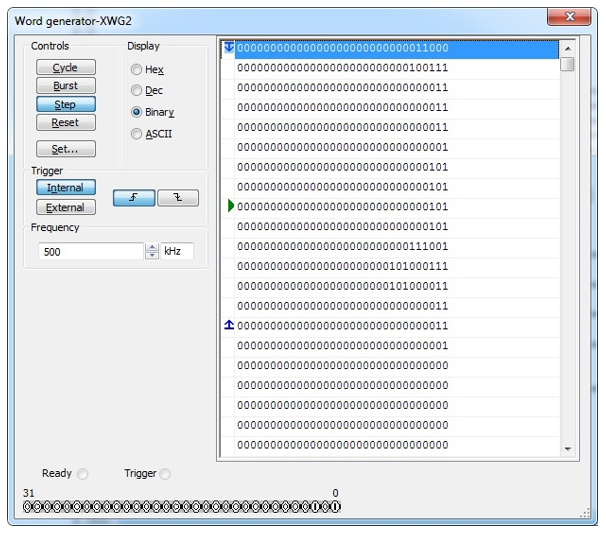 Word generator-XWG2
Controls
Cycle
Burst
Step
Reset
Set...
Display
Hex
Dec
Binary
ASCII
Trigger
Internal
External
Frequency
500 kHz
00000000000000000000000000011000
00000000000000000000000000100111
00000000000000000000000000000011
00000000000000000000000000000011
00000000000000000000000000000011
00000000000000000000000000000001
00000000000000000000000000000101
00000000000000000000000000000101
00000000000000000000000000000101
00000000000000000000000000000101
00000000000000000000000000111001
00000000000000000000000101000111
00000000000000000000000101000011
00000000000000000000000000000011
00000000000000000000000000000011
00000000000000000000000000000001
00000000000000000000000000000000
00000000000000000000000000000000
00000000000000000000000000000000
00000000000000000000000000000000
00000000000000000000000000000000
Ready Trigger
31 0
00000000000000000000000000000101